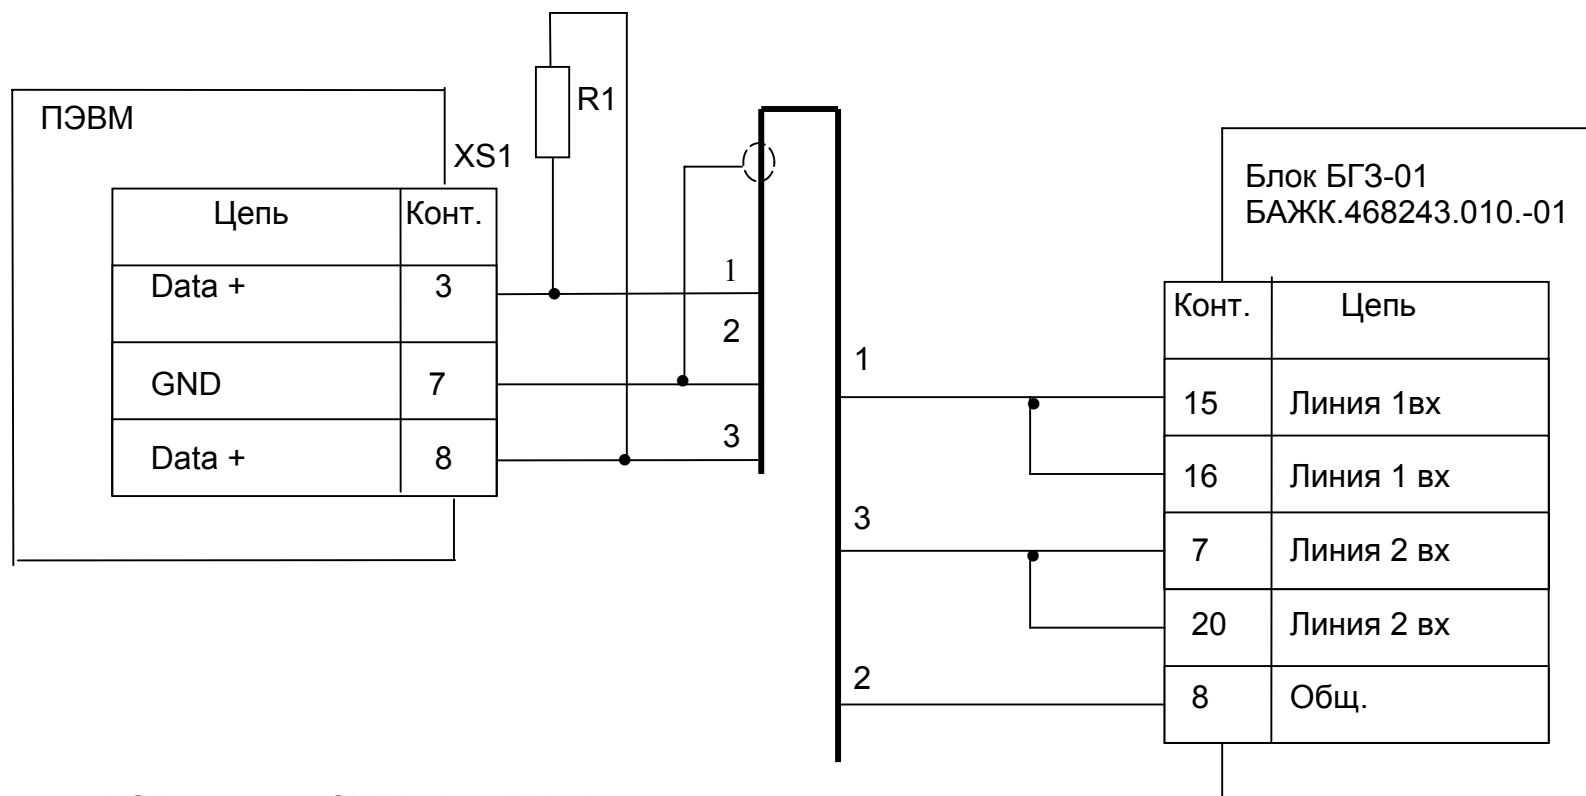 ПЭВМ
R1
XS1
Цепь Конт.
Data + 3
GND 7
Data + 8
1
2
3
1
3
2
Блок БГЗ-01
БАЖК.468243.010.-01
Конт. Цепь
15 Линия 1вх
16 Линия 1 вх
7 Линия 2 вх
20 Линия 2 вх
8 Общ.